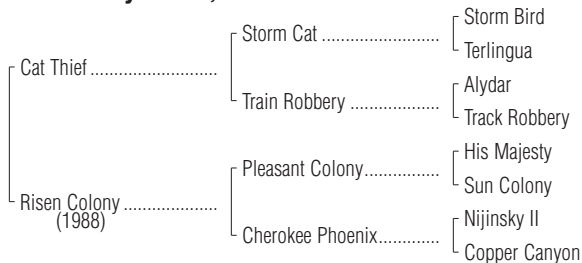 Storm Bird
Storm Cat ..........................
Terlingua
Cat Thief ............................
Alydar
Train Robbery ....................
Track Robbery
His Majesty
Pleasant Colony.................
Sun Colony
Risen Colony .....................
(1988)
Nijinsky II
Cherokee Phoenix.............
Copper Canyon